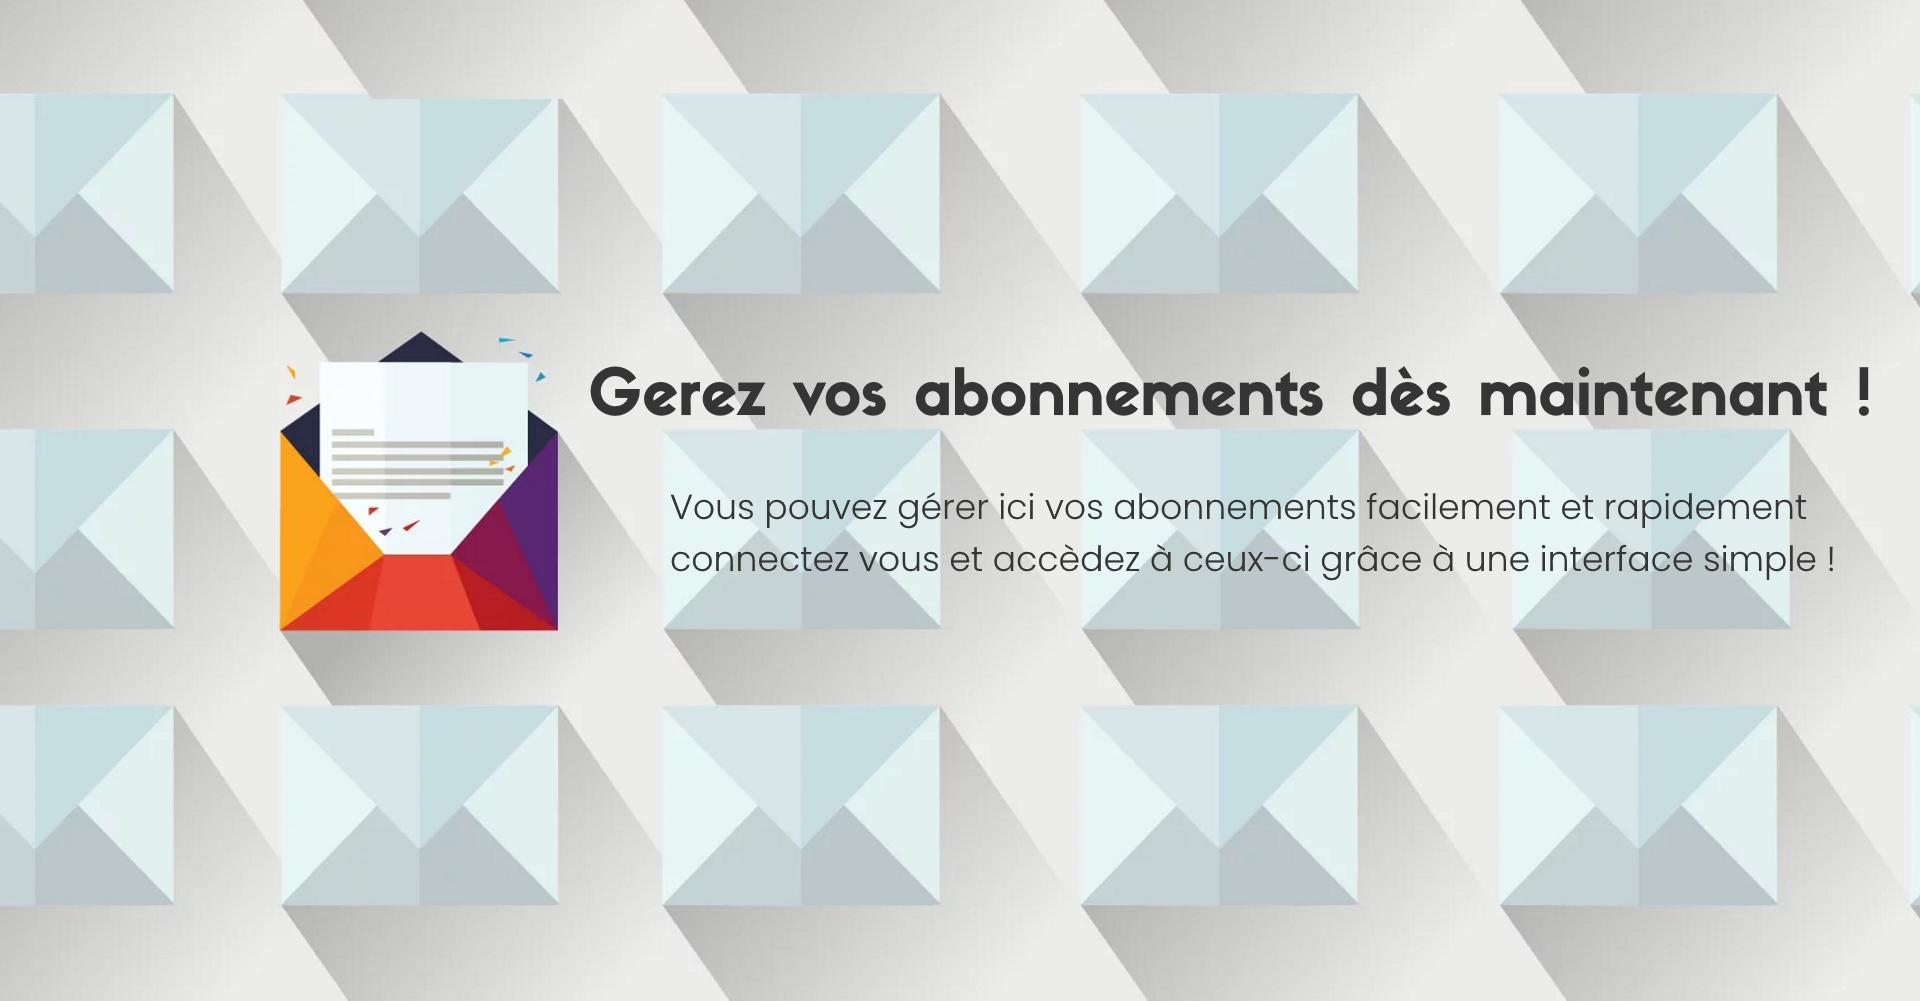 Gerez vos abonnements dès maintenant !
Vous pouvez gérer ici vos abonnements facilement et rapidement
connectez vous et accèdez à ceux-ci grâce à une interface simple !